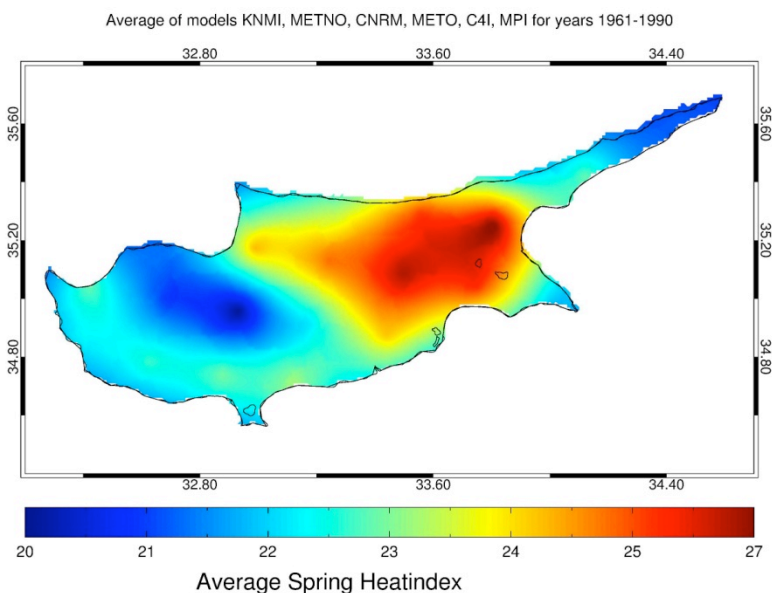 Average of models KNMI, METNO, CNRM, METO, C4I, MPI for years 1961-1990
32.80 33.60 34.40
35.60 35.60
35.20 35.20
34.80 34.80
32.80 33.60 34.40
20 21 22 23 24 25 27
Average Spring Heatindex